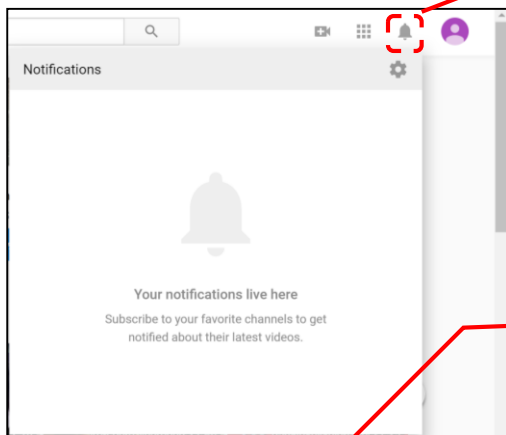 Notifications
Your notifications live here
Subscribe to your favorite channels to get
notified about their latest videos.